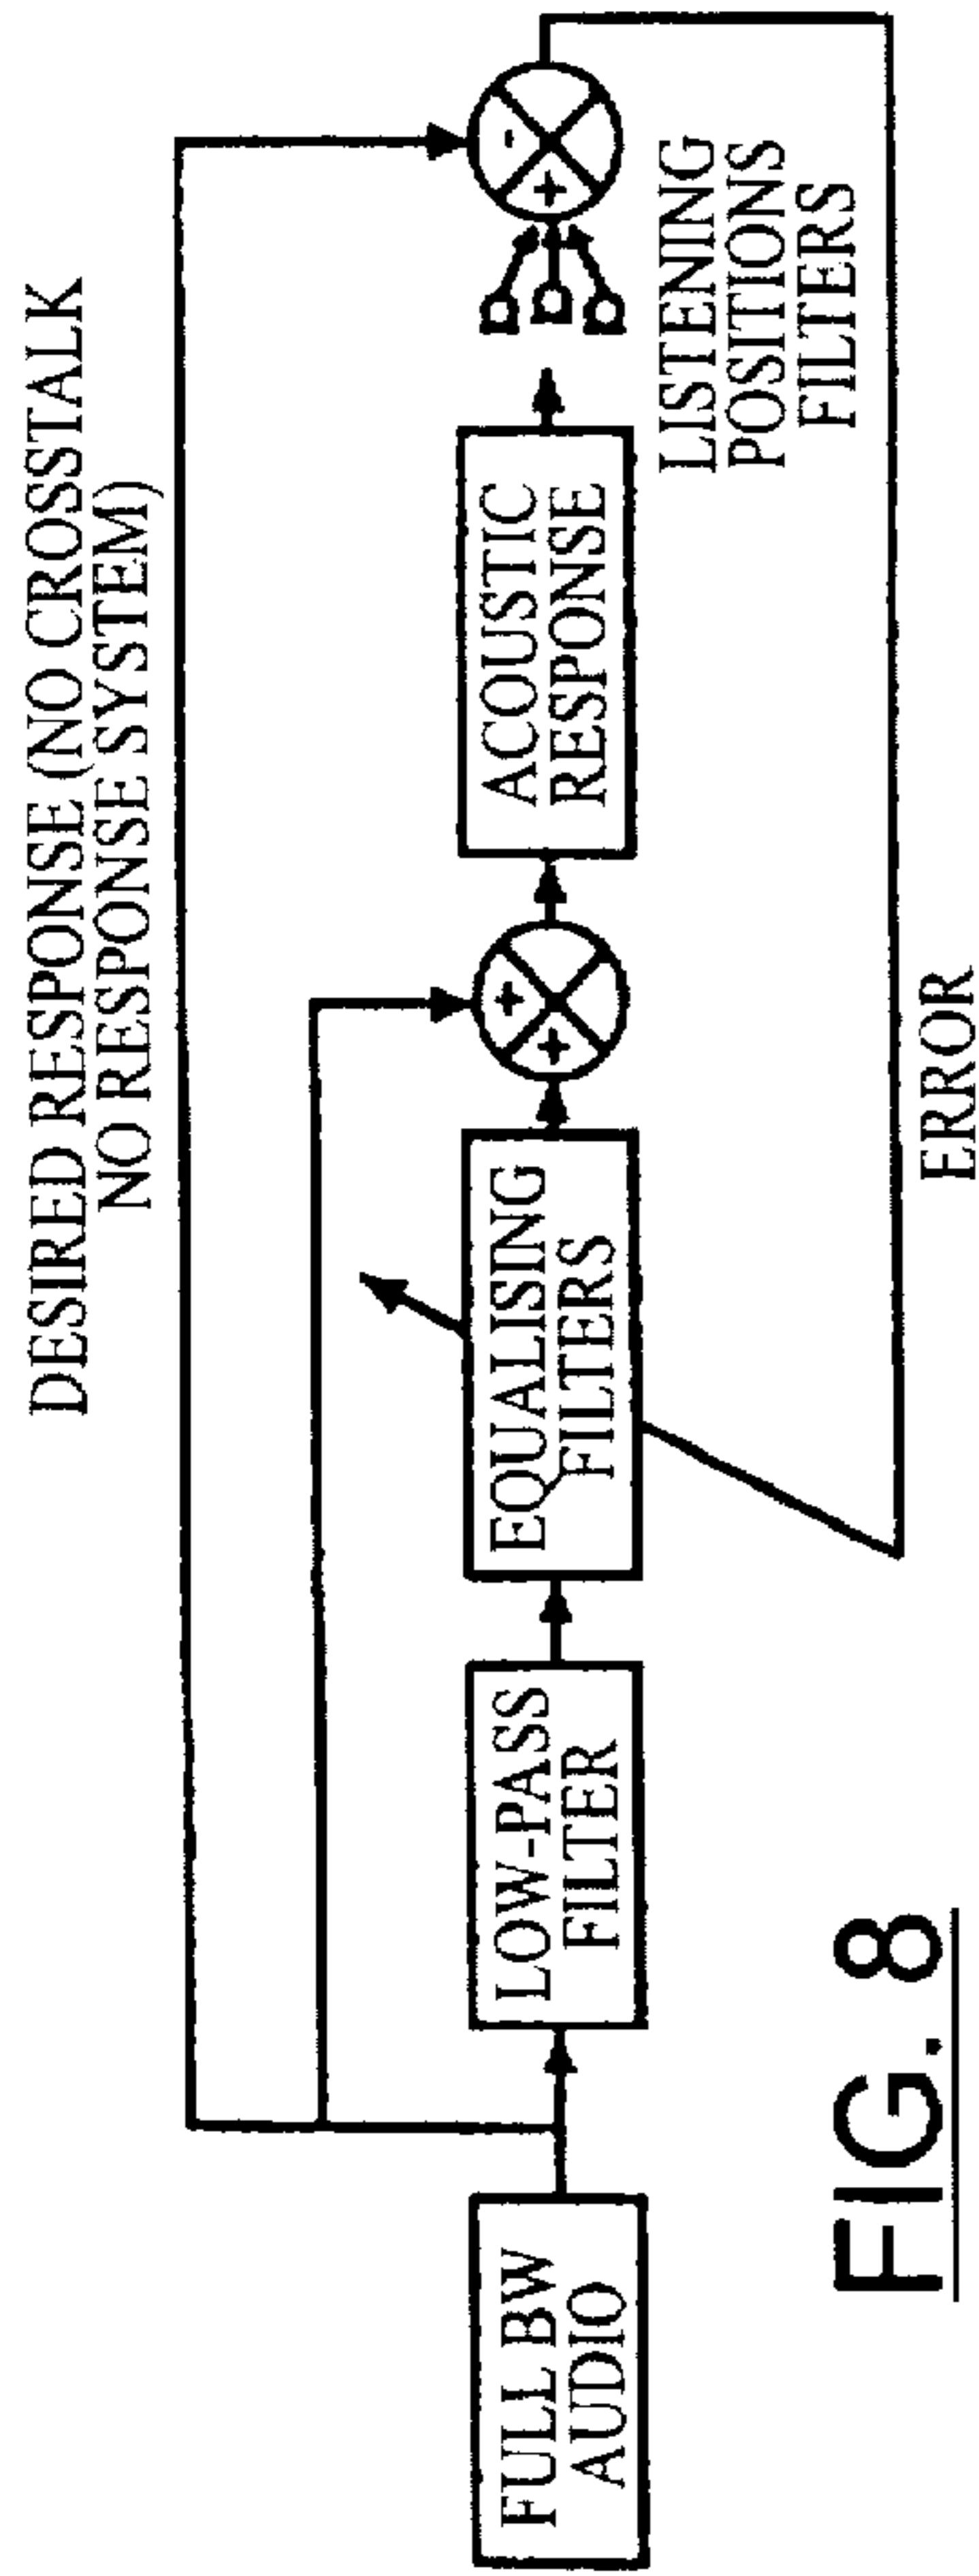 DESIRED RESPONSE (NO CROSSTALK
NO RESPONSE SYSTEM)
FULL BW
AUDIO
LOW-PASS
FILTER
EQUALISING
FILTERS
+
+
ACOUSTIC
RESPONSE
-
+
LISTENING
POSITIONS
FILTERS
ERROR
FIG. 8